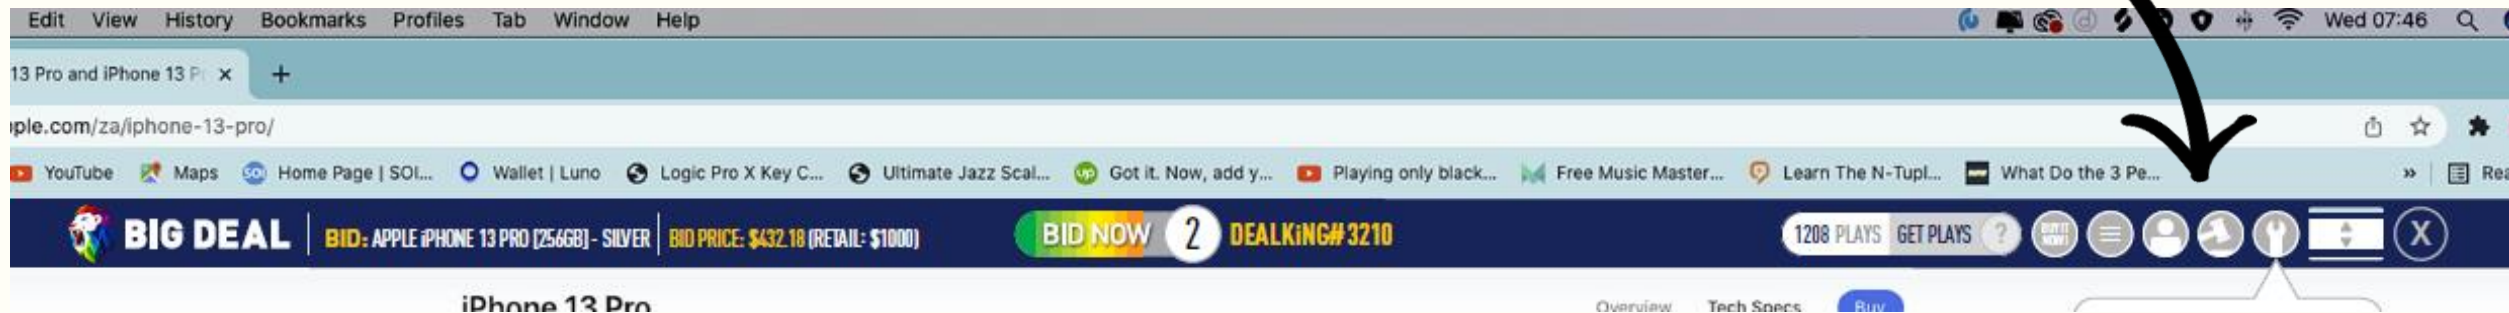 Edit View History Bookmarks Profiles Tab Window Help Wed 07:46
13 Pro and iPhone 13 P × +
ple.com/za/iphone-13-pro/
YouTube Maps Home Page | SOI... Wallet | Luno Logic Pro X Key C... Ultimate Jazz Scal... Got it. Now, add y... Playing only black... Free Music Master... Learn The N-Tupl... What Do the 3 Pe... » Rea
BIG DEAL BID: APPLE iPHONE 13 PRO [256GB] - SILVER BID PRICE: $432.18 (RETAIL: $1000) BID NOW 2 DEALKiNG#3210 1208 PLAYS GET PLAYS ? X
iPhone 13 Pro Overview Tech Specs Buy